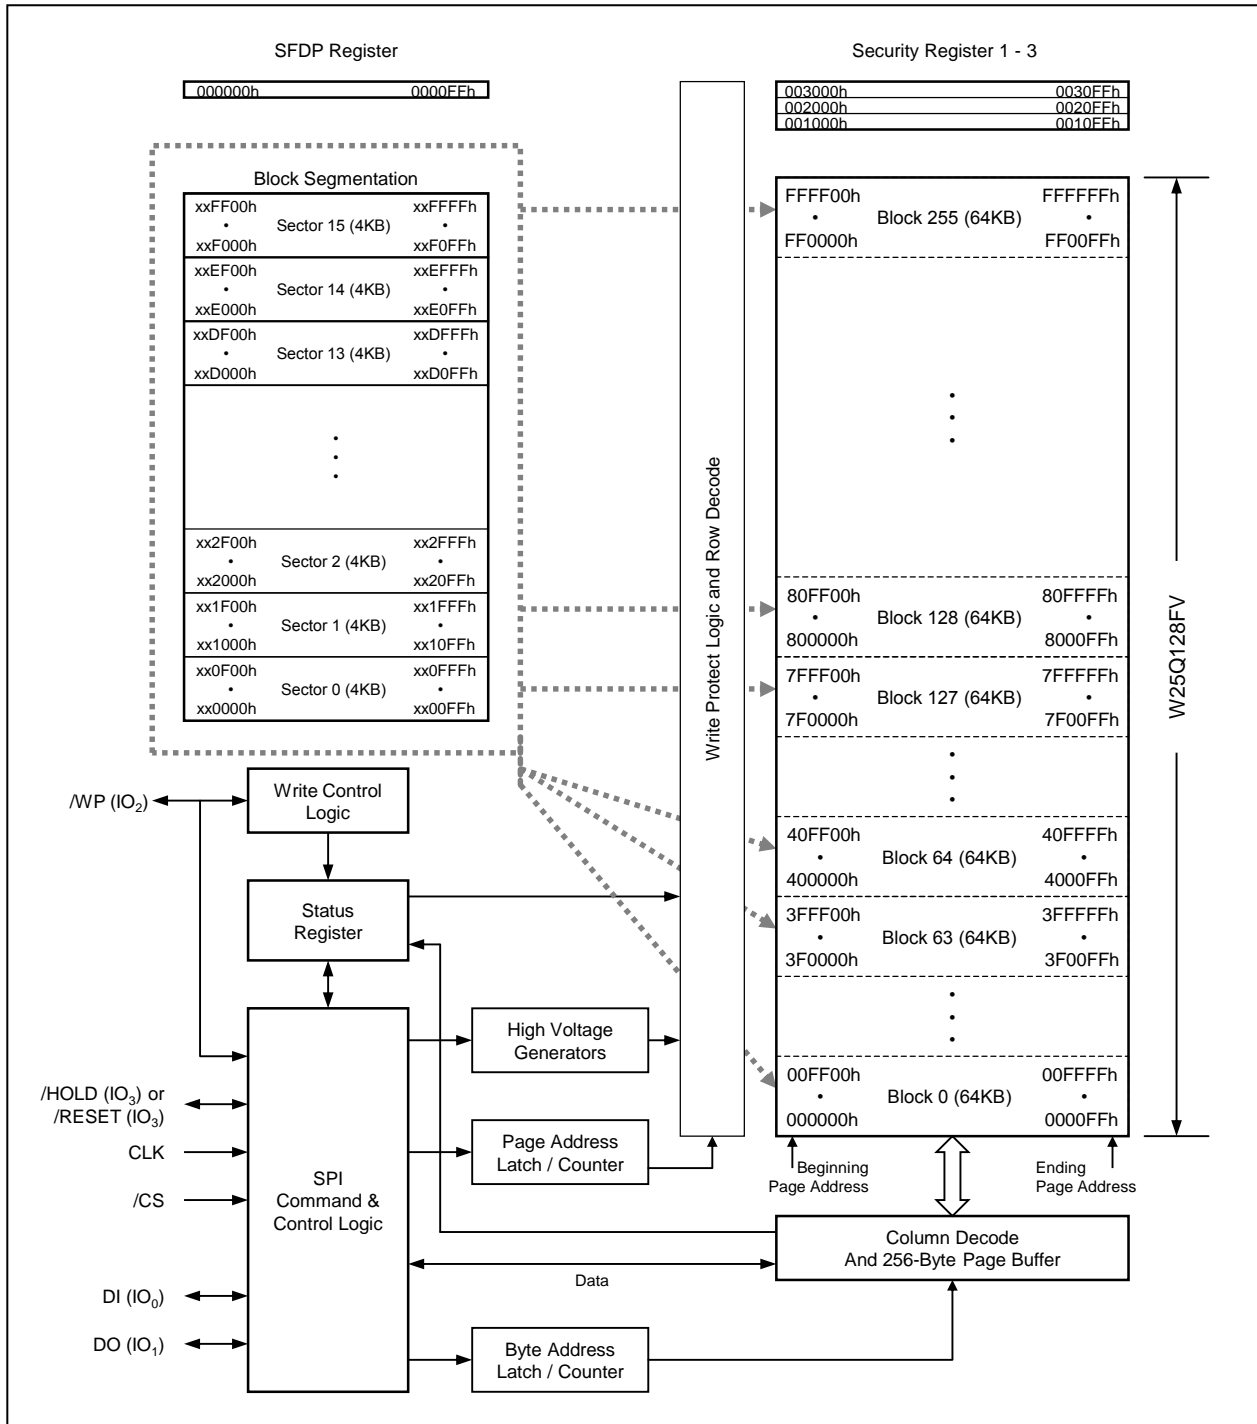 SFDP Register
000000h 0000FFh
Security Register 1 - 3
003000h 0030FFh
002000h 0020FFh
001000h 0010FFh
Block Segmentation
xxFF00h xxFFFFh
• Sector 15 (4KB) •
xxF000h xxF0FFh
xxEF00h xxEFFFh
• Sector 14 (4KB) •
xxE000h xxE0FFh
xxDF00h xxDFFFh
• Sector 13 (4KB) •
xxD000h xxD0FFh
xx2F00h xx2FFFh
• Sector 2 (4KB) •
xx2000h xx20FFh
xx1F00h xx1FFFh
• Sector 1 (4KB) •
xx1000h xx10FFh
xx0F00h xx0FFFh
• Sector 0 (4KB) •
xx0000h xx00FFh
Write Protect Logic and Row Decode
FFFF00h FFFFFFh
• Block 255 (64KB) •
FF0000h FF00FFh
80FF00h 80FFFFh
• Block 128 (64KB) •
800000h 8000FFh
7FFF00h 7FFFFFh
• Block 127 (64KB) •
7F0000h 7F00FFh
40FF00h 40FFFFh
• Block 64 (64KB) •
400000h 4000FFh
3FFF00h 3FFFFFh
• Block 63 (64KB) •
3F0000h 3F00FFh
00FF00h 00FFFFh
• Block 0 (64KB) •
000000h 0000FFh
W25Q128FV
Beginning
Page Address
Ending
Page Address
/WP (IO₂)
Write Control
Logic
Status
Register
/HOLD (IO₃) or
/RESET (IO₃)
CLK
/CS
DI (IO₀)
DO (IO₁)
SPI
Command &
Control Logic
High Voltage
Generators
Page Address
Latch / Counter
Column Decode
And 256-Byte Page Buffer
Data
Byte Address
Latch / Counter